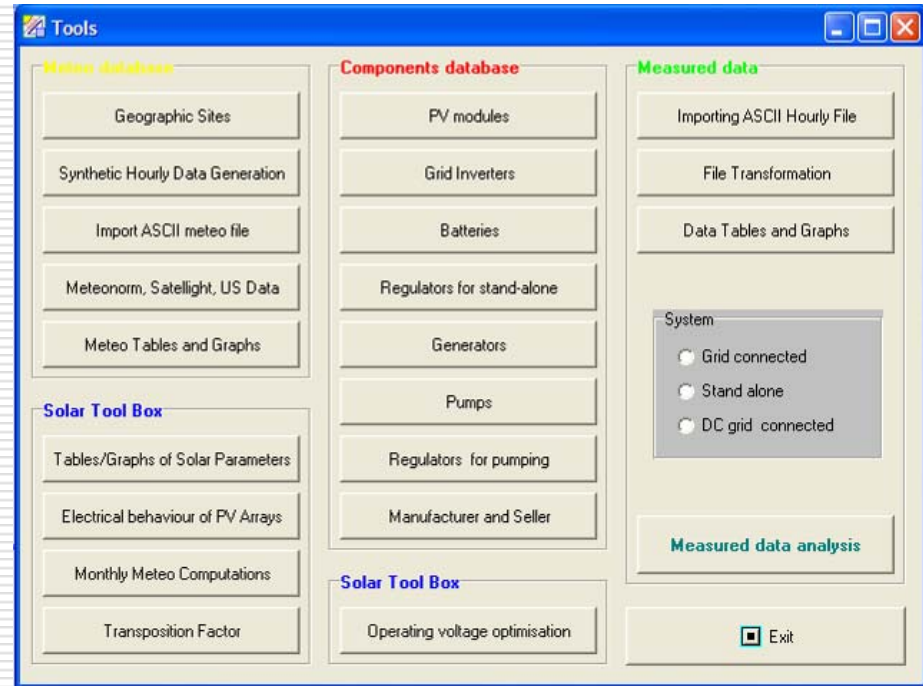 Tools
Meteo database
Geographic Sites
Synthetic Hourly Data Generation
Import ASCII meteo file
Meteonorm, Satellight, US Data
Meteo Tables and Graphs
Solar Tool Box
Tables/Graphs of Solar Parameters
Electrical behaviour of PV Arrays
Monthly Meteo Computations
Transposition Factor
Components database
PV modules
Grid Inverters
Batteries
Regulators for stand-alone
Generators
Pumps
Regulators for pumping
Manufacturer and Seller
Solar Tool Box
Operating voltage optimisation
Measured data
Importing ASCII Hourly File
File Transformation
Data Tables and Graphs
System
Grid connected
Stand alone
DC grid connected
Measured data analysis
Exit